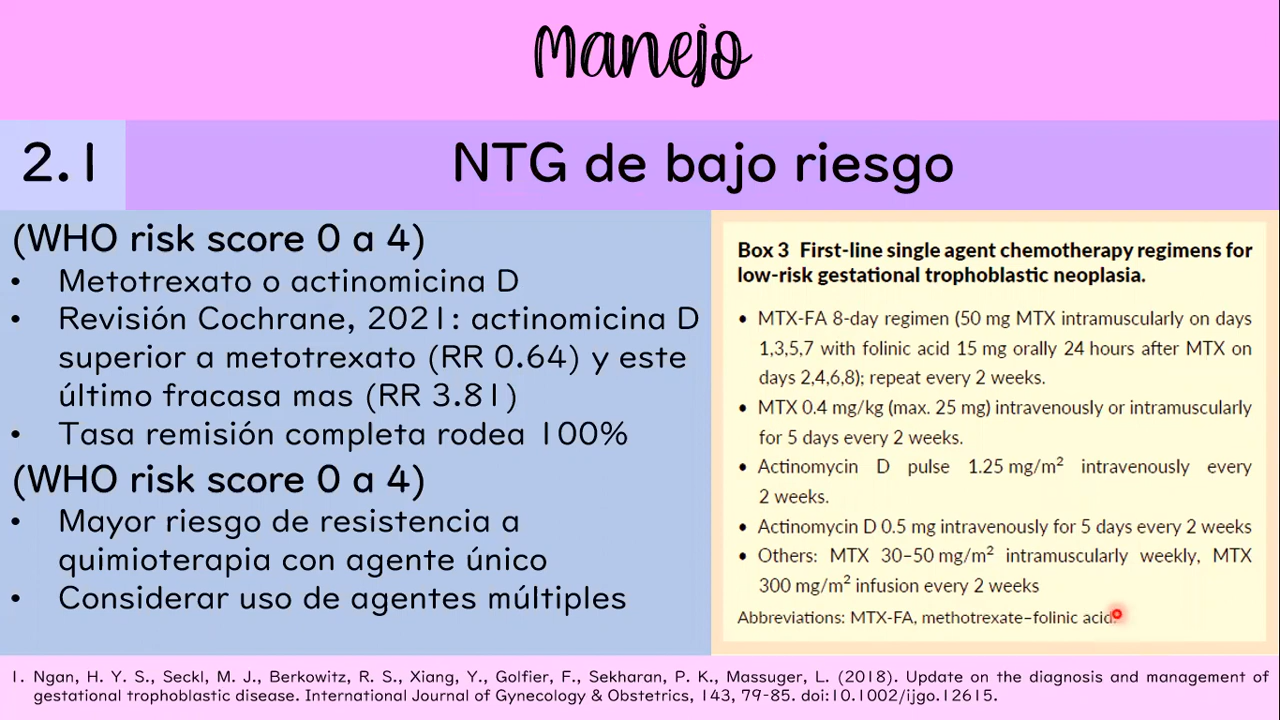 Manejo
2.1
NTG de bajo riesgo
(WHO risk score 0 a 4)
• Metotrexato o actinomicina D
• Revisión Cochrane, 2021: actinomicina D
superior a metotrexato (RR 0.64) y este
último fracasa mas (RR 3.81)
• Tasa remisión completa rodea 100%
(WHO risk score 0 a 4)
• Mayor riesgo de resistencia a
quimioterapia con agente único
• Considerar uso de agentes múltiples
Box 3 First-line single agent chemotherapy regimens for
low-risk gestational trophoblastic neoplasia.
• MTX-FA 8-day regimen (50 mg MTX intramuscularly on days
1,3,5,7 with folinic acid 15 mg orally 24 hours after MTX on
days 2,4,6,8); repeat every 2 weeks.
• MTX 0.4 mg/kg (max. 25 mg) intravenously or intramuscularly
for 5 days every 2 weeks.
• Actinomycin D pulse 1.25 mg/m² intravenously every
2 weeks.
• Actinomycin D 0.5 mg intravenously for 5 days every 2 weeks
• Others: MTX 30–50 mg/m² intramuscularly weekly, MTX
300 mg/m² infusion every 2 weeks
Abbreviations: MTX-FA, methotrexate–folinic acid.
1. Ngan, H. Y. S., Seckl, M. J., Berkowitz, R. S., Xiang, Y., Golfier, F., Sekharan, P. K., Massuger, L. (2018). Update on the diagnosis and management of
gestational trophoblastic disease. International Journal of Gynecology & Obstetrics, 143, 79-85. doi:10.1002/ijgo.12615.